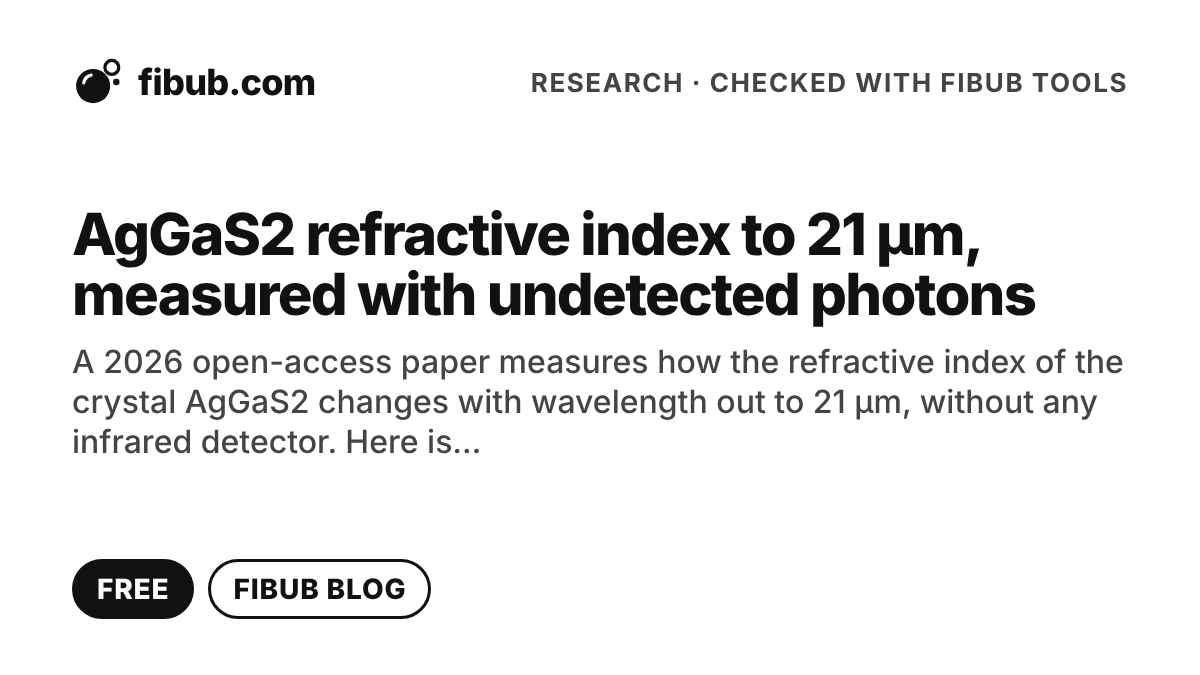 fibub.com
RESEARCH · CHECKED WITH FIBUB TOOLS
AgGaS2 refractive index to 21 µm,
measured with undetected photons
A 2026 open-access paper measures how the refractive index of the
crystal AgGaS2 changes with wavelength out to 21 µm, without any
infrared detector. Here is...
FREE
FIBUB BLOG